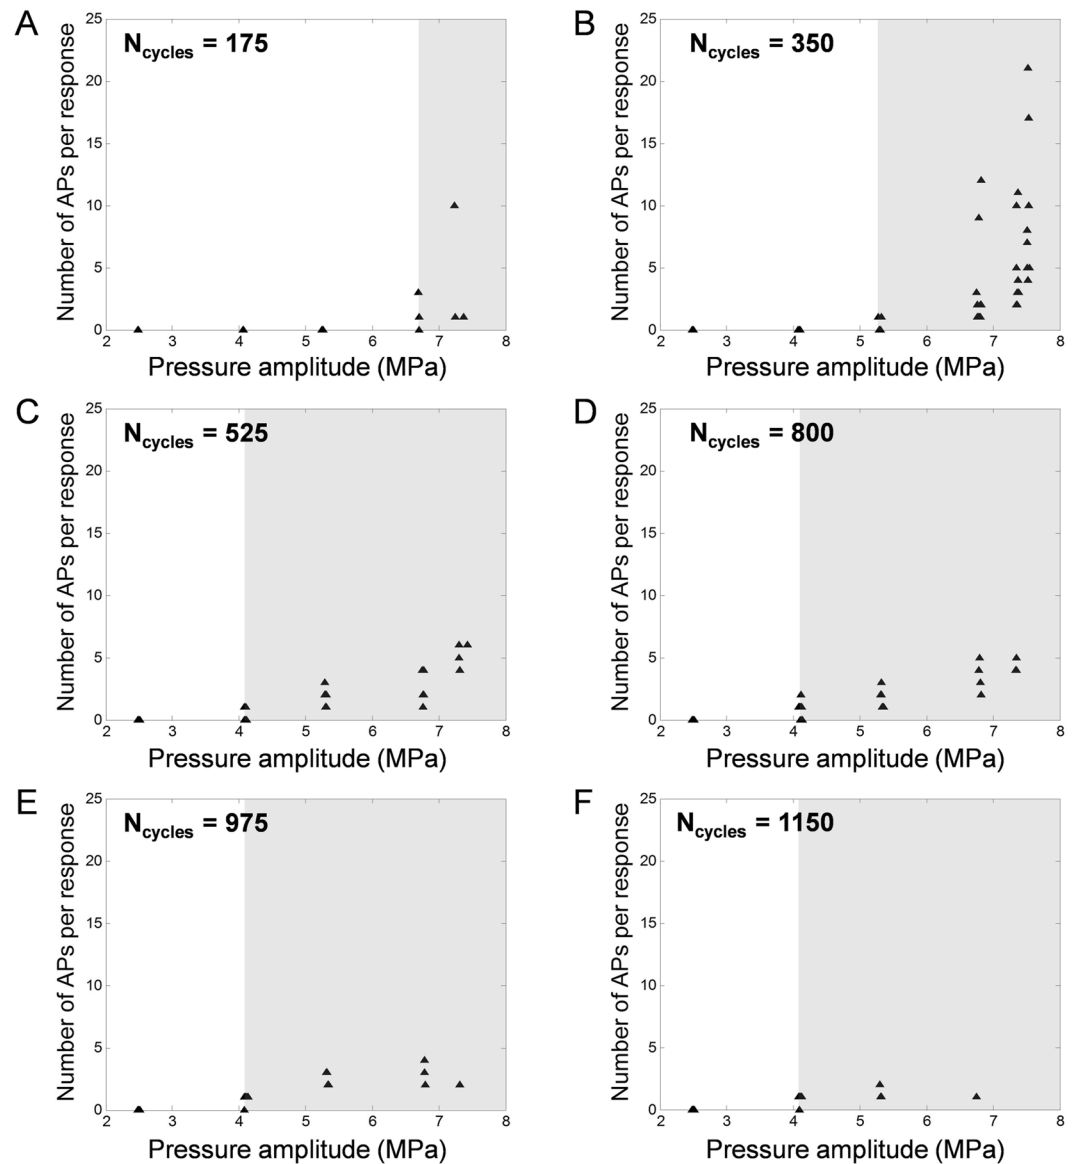 A
N_cycles = 175
Number of APs per response
25
20
15
10
5
0
2 3 4 5 6 7 8
Pressure amplitude (MPa)
B
N_cycles = 350
Number of APs per response
25
20
15
10
5
0
2 3 4 5 6 7 8
Pressure amplitude (MPa)
C
N_cycles = 525
Number of APs per response
25
20
15
10
5
0
2 3 4 5 6 7 8
Pressure amplitude (MPa)
D
N_cycles = 800
Number of APs per response
25
20
15
10
5
0
2 3 4 5 6 7 8
Pressure amplitude (MPa)
E
N_cycles = 975
Number of APs per response
25
20
15
10
5
0
2 3 4 5 6 7 8
Pressure amplitude (MPa)
F
N_cycles = 1150
Number of APs per response
25
20
15
10
5
0
2 3 4 5 6 7 8
Pressure amplitude (MPa)